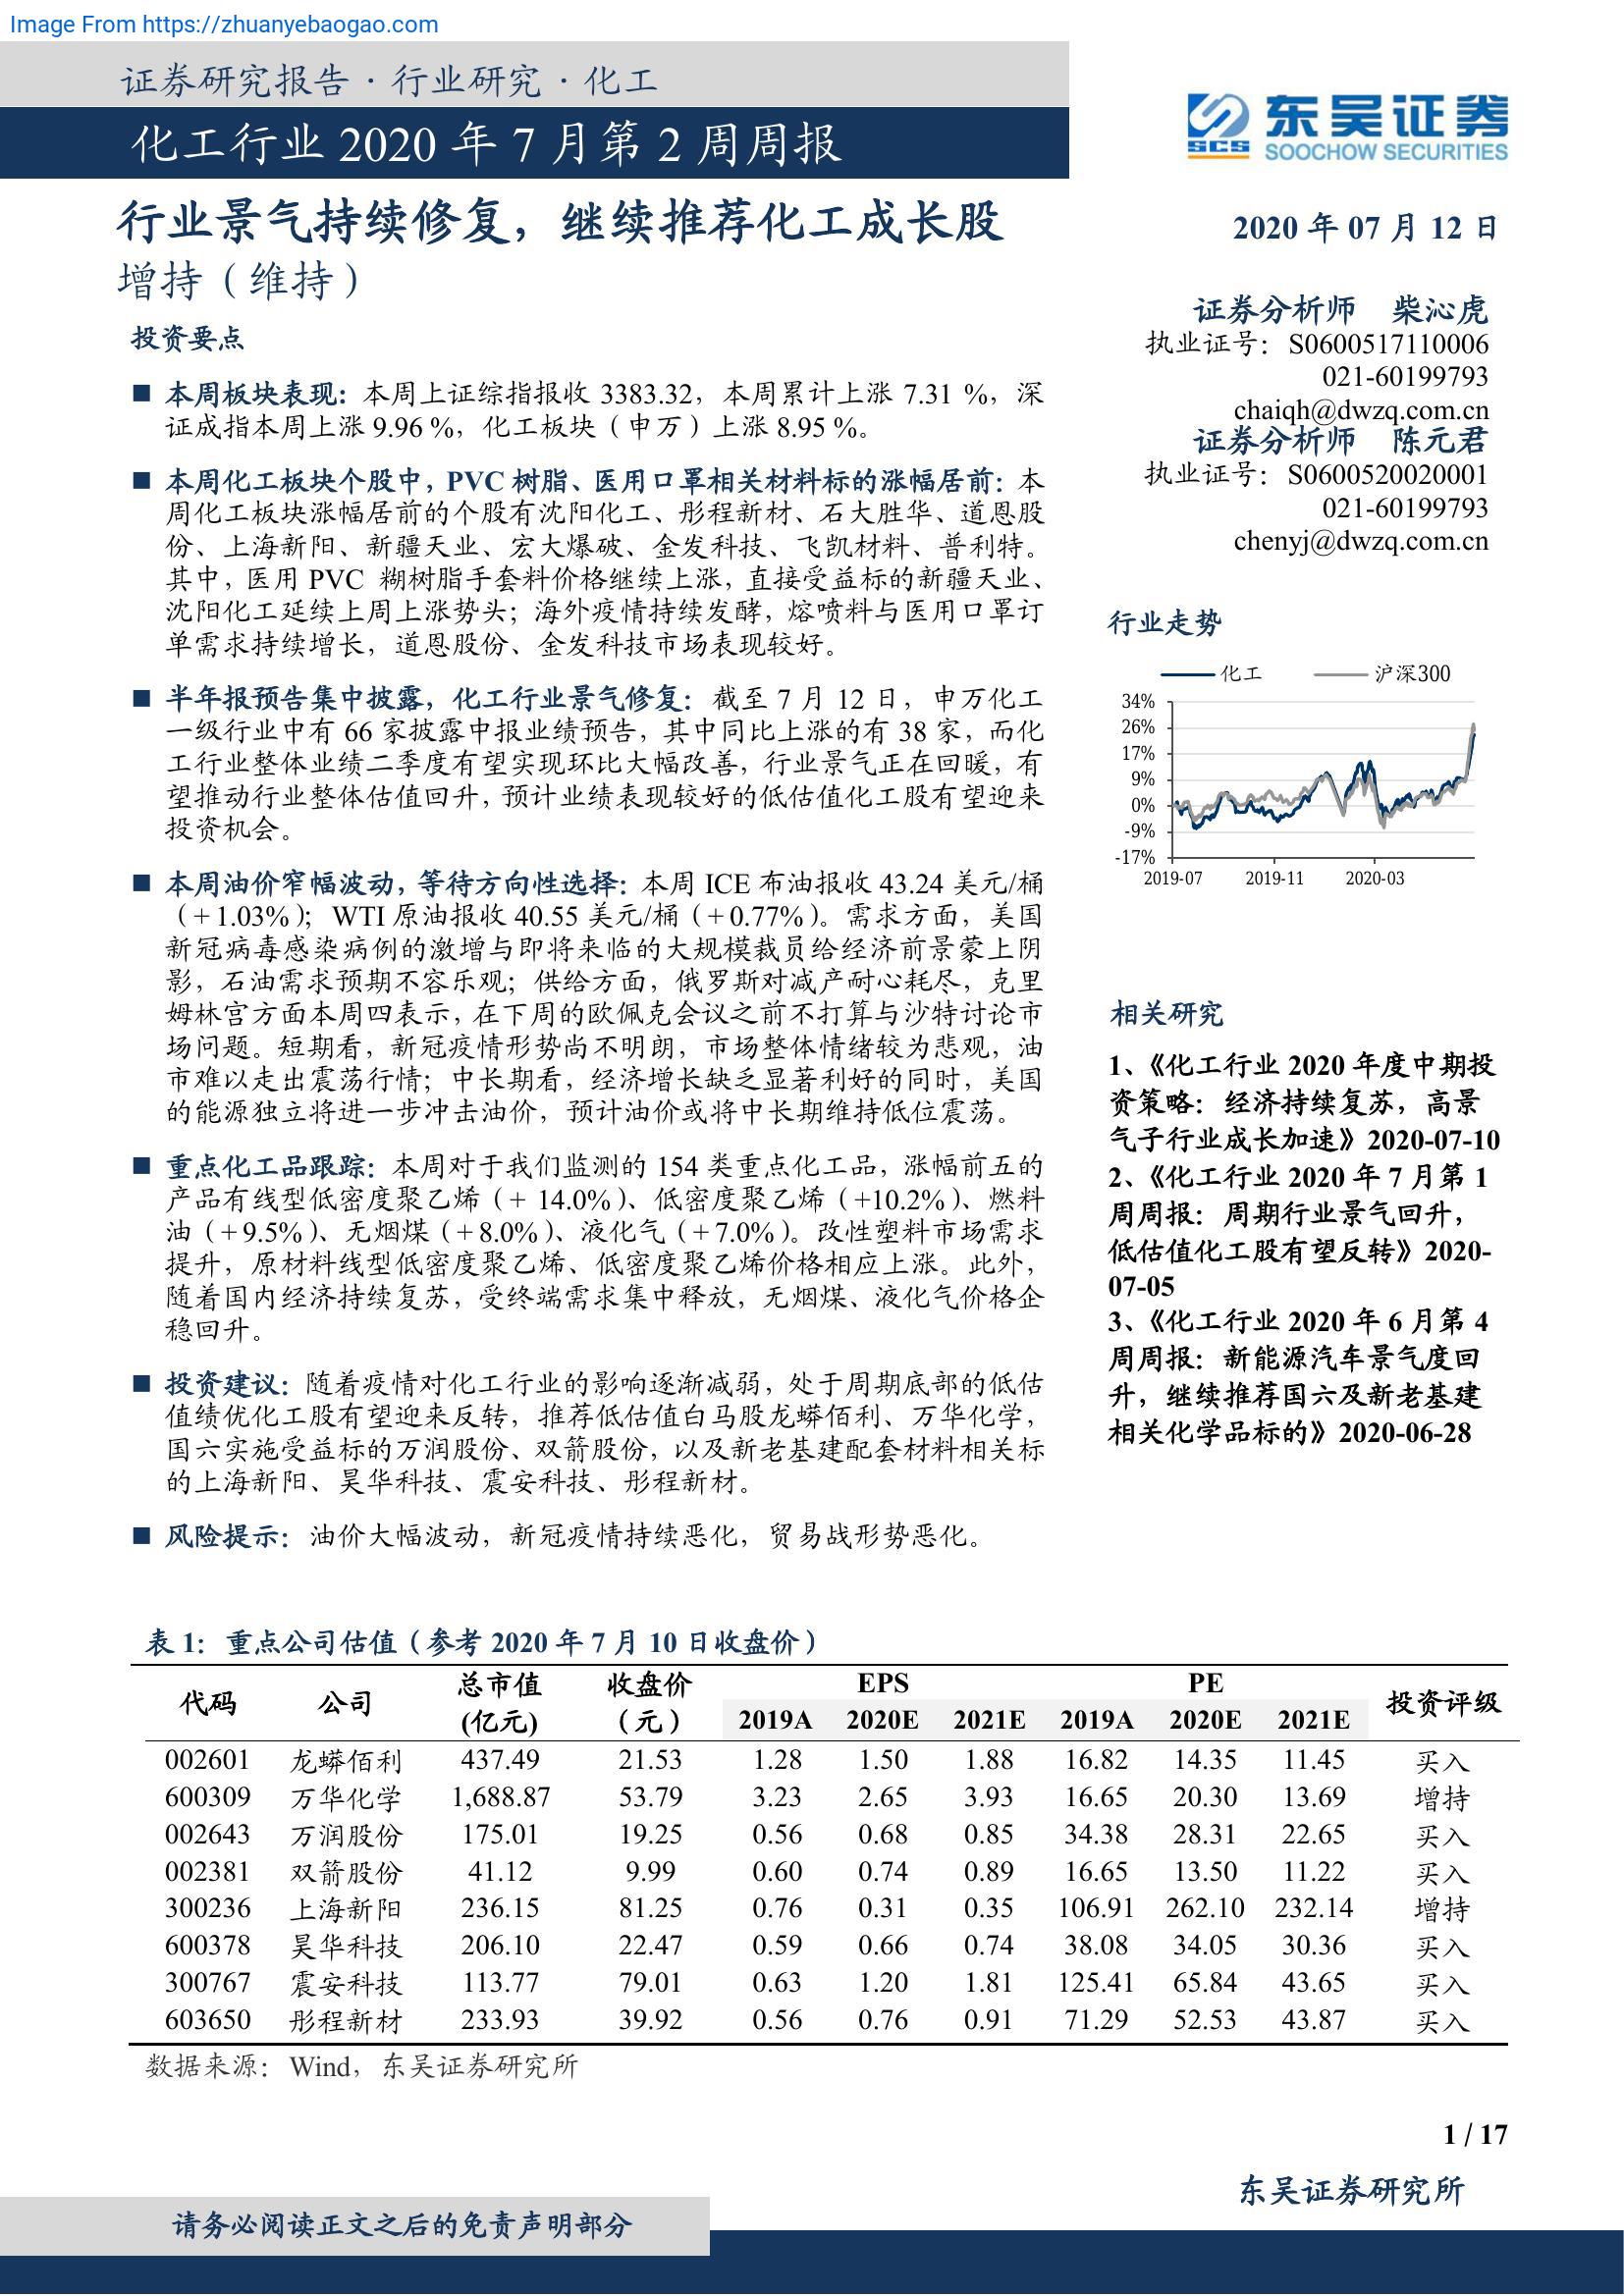 Image From https://zhuanyebaogao.com
证券研究报告·行业研究·化工
化工行业 2020 年 7 月第 2 周周报
东吴证券
SCS SOOCHOW SECURITIES
行业景气持续修复，继续推荐化工成长股
增持（维持）
2020 年 07 月 12 日
投资要点
■ 本周板块表现：本周上证综指报收 3383.32，本周累计上涨 7.31 %，深
证成指本周上涨 9.96 %，化工板块（申万）上涨 8.95 %。
■ 本周化工板块个股中，PVC 树脂、医用口罩相关材料标的涨幅居前：本
周化工板块涨幅居前的个股有沈阳化工、彤程新材、石大胜华、道恩股
份、上海新阳、新疆天业、宏大爆破、金发科技、飞凯材料、普利特。
其中，医用 PVC 糊树脂手套料价格继续上涨，直接受益标的新疆天业、
沈阳化工延续上周上涨势头；海外疫情持续发酵，熔喷料与医用口罩订
单需求持续增长，道恩股份、金发科技市场表现较好。
■ 半年报预告集中披露，化工行业景气修复：截至 7 月 12 日，申万化工
一级行业中有 66 家披露中报业绩预告，其中同比上涨的有 38 家，而化
工行业整体业绩二季度有望实现环比大幅改善，行业景气正在回暖，有
望推动行业整体估值回升，预计业绩表现较好的低估值化工股有望迎来
投资机会。
■ 本周油价窄幅波动，等待方向性选择：本周 ICE 布油报收 43.24 美元/桶
（+1.03%）；WTI 原油报收 40.55 美元/桶（+0.77%）。需求方面，美国
新冠病毒感染病例的激增与即将来临的大规模裁员给经济前景蒙上阴
影，石油需求预期不容乐观；供给方面，俄罗斯对减产耐心耗尽，克里
姆林宫方面本周四表示，在下周的欧佩克会议之前不打算与沙特讨论市
场问题。短期看，新冠疫情形势尚不明朗，市场整体情绪较为悲观，油
市难以走出震荡行情；中长期看，经济增长缺乏显著利好的同时，美国
的能源独立将进一步冲击油价，预计油价或将中长期维持低位震荡。
■ 重点化工品跟踪：本周对于我们监测的 154 类重点化工品，涨幅前五的
产品有线型低密度聚乙烯（+ 14.0%）、低密度聚乙烯（+10.2%）、燃料
油（+9.5%）、无烟煤（+8.0%）、液化气（+7.0%）。改性塑料市场需求
提升，原材料线型低密度聚乙烯、低密度聚乙烯价格相应上涨。此外，
随着国内经济持续复苏，受终端需求集中释放，无烟煤、液化气价格企
稳回升。
■ 投资建议：随着疫情对化工行业的影响逐渐减弱，处于周期底部的低估
值绩优化工股有望迎来反转，推荐低估值白马股龙蟒佰利、万华化学，
国六实施受益标的万润股份、双箭股份，以及新老基建配套材料相关标
的上海新阳、昊华科技、震安科技、彤程新材。
■ 风险提示：油价大幅波动，新冠疫情持续恶化，贸易战形势恶化。
证券分析师 柴沁虎
执业证号：S0600517110006
021-60199793
chaiqh@dwzq.com.cn
证券分析师 陈元君
执业证号：S0600520020001
021-60199793
chenyj@dwzq.com.cn
行业走势
化工 沪深300
34%
26%
17%
9%
0%
-9%
-17%
2019-07 2019-11 2020-03
相关研究
1、《化工行业 2020 年度中期投
资策略：经济持续复苏，高景
气子行业成长加速》2020-07-10
2、《化工行业 2020 年 7 月第 1
周周报：周期行业景气回升，
低估值化工股有望反转》2020-
07-05
3、《化工行业 2020 年 6 月第 4
周周报：新能源汽车景气度回
升，继续推荐国六及新老基建
相关化学品标的》2020-06-28
表 1：重点公司估值（参考 2020 年 7 月 10 日收盘价）
代码 公司 总市值(亿元) 收盘价（元） EPS PE 投资评级
2019A 2020E 2021E 2019A 2020E 2021E
002601 龙蟒佰利 437.49 21.53 1.28 1.50 1.88 16.82 14.35 11.45 买入
600309 万华化学 1,688.87 53.79 3.23 2.65 3.93 16.65 20.30 13.69 增持
002643 万润股份 175.01 19.25 0.56 0.68 0.85 34.38 28.31 22.65 买入
002381 双箭股份 41.12 9.99 0.60 0.74 0.89 16.65 13.50 11.22 买入
300236 上海新阳 236.15 81.25 0.76 0.31 0.35 106.91 262.10 232.14 增持
600378 昊华科技 206.10 22.47 0.59 0.66 0.74 38.08 34.05 30.36 买入
300767 震安科技 113.77 79.01 0.63 1.20 1.81 125.41 65.84 43.65 买入
603650 彤程新材 233.93 39.92 0.56 0.76 0.91 71.29 52.53 43.87 买入
数据来源：Wind，东吴证券研究所
1 / 17
东吴证券研究所
请务必阅读正文之后的免责声明部分